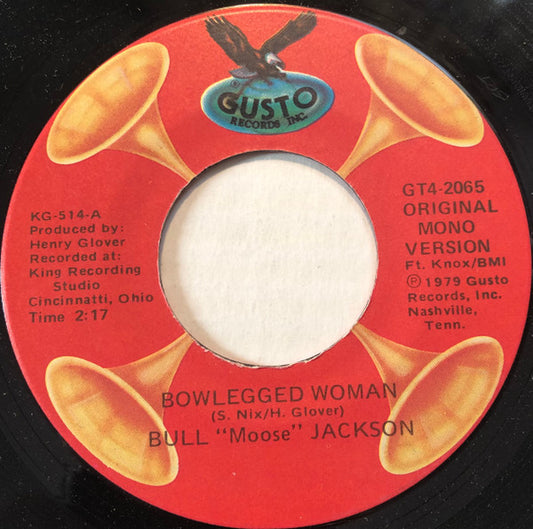 ®
GUSTO
RECORDS INC.
KG-514-A
Produced by:
Henry Glover
Recorded at:
King Recording
Studio
Cincinnatti, Ohio
Time 2:17
GT4-2065
ORIGINAL
MONO
VERSION
Ft. Knox/BMI
℗ 1979 Gusto
Records, Inc.
Nashville,
Tenn.
BOWLEGGED WOMAN
(S. Nix/H. Glover)
BULL "Moose" JACKSON